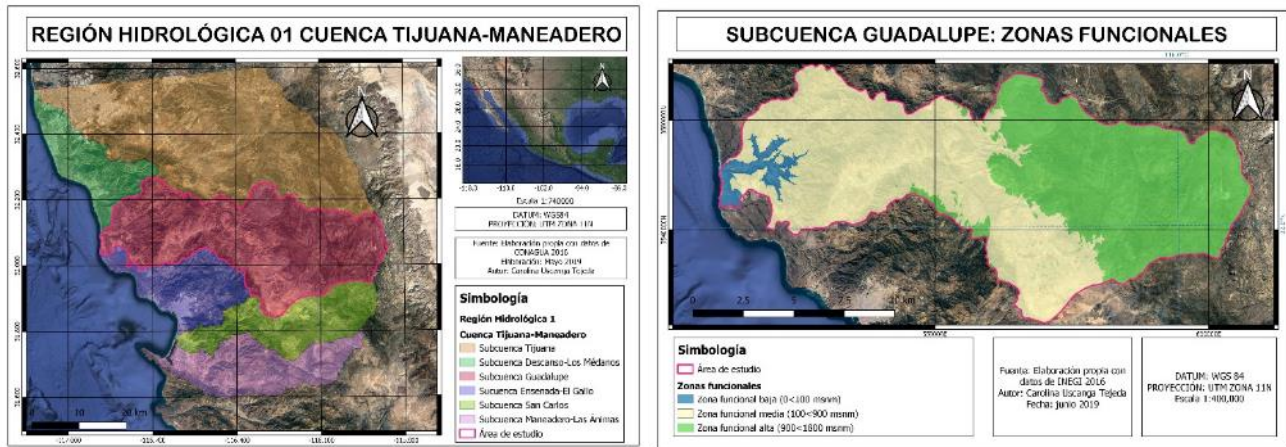 REGIÓN HIDROLÓGICA 01 CUENCA TIJUANA-MANEADERO
Escala 1:740000
DATUM: WGS84
PROYECCIÓN: UTM ZONA 11N
Fuente: Elaboración propia con datos de
CONAGUA 2016
Elaboración: Mayo 2019
Autor: Carolina Uscanga Tejeda
Simbología
Región Hidrológica 1
Cuenca Tijuana-Maneadero
Subcuenca Tijuana
Subcuenca Descanso-Los Médanos
Subcuenca Guadalupe
Sucuenca Ensenada-El Gallo
Subcuenca San Carlos
Subcuenca Maneadero-Las Ánimas
Área de estudio
0 10 20 km
SUBCUENCA GUADALUPE: ZONAS FUNCIONALES
N
0 2.5 5 7.5 10 20 km
Simbología
Área de estudio
Zonas funcionales
Zona funcional baja (0<100 msnm)
Zona funcional media (100<900 msnm)
Zona funcional alta (900<1800 msnm)
Fuente: Elaboración propia con
datos de INEGI 2016
Autor: Carolina Uscanga Tejeda
Fecha: junio 2019
DATUM: WGS 84
PROYECCION: UTM ZONA 11N
Escala 1:400,000